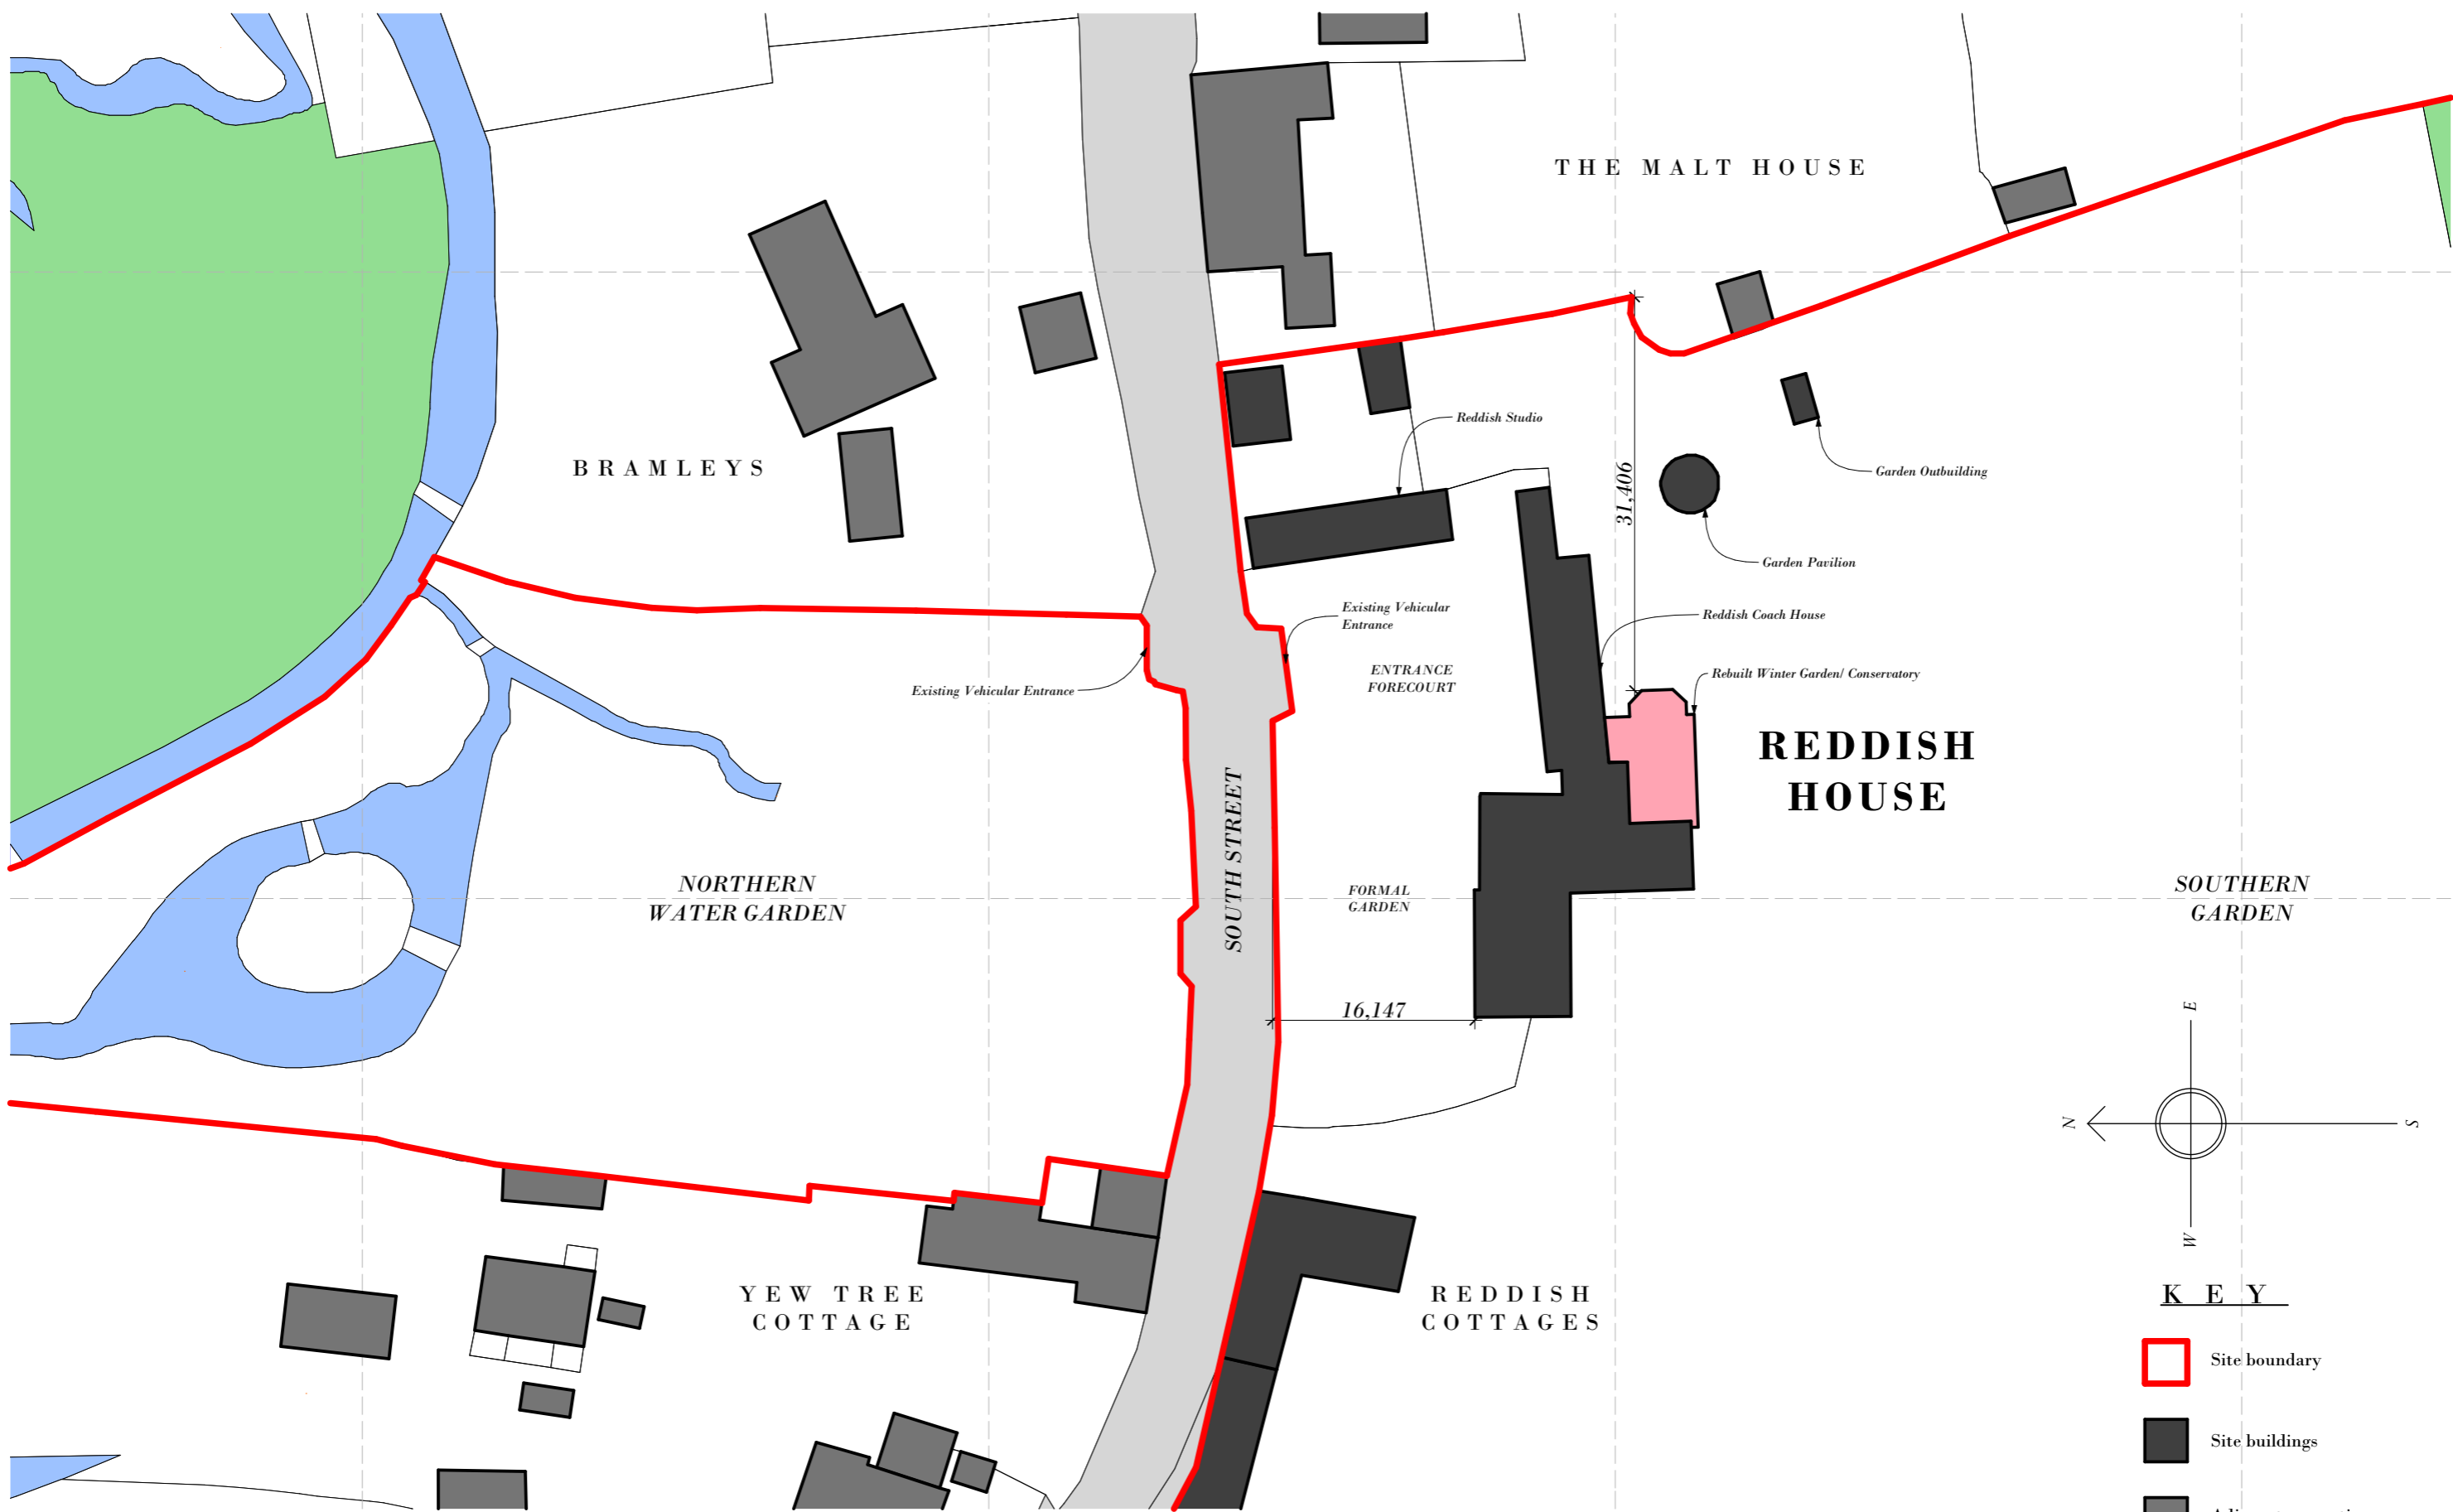 THE MALT HOUSE
BRAMLEYS
Reddish Studio
Garden Outbuilding
31,406
Garden Pavilion
Existing Vehicular
Entrance
Reddish Coach House
ENTRANCE
FORECOURT
Rebuilt Winter Garden/ Conservatory
Existing Vehicular Entrance
REDDISH
HOUSE
SOUTH STREET
NORTHERN
WATER GARDEN
FORMAL
GARDEN
SOUTHERN
GARDEN
16,147
E
N
S
W
YEW TREE
COTTAGE
REDDISH
COTTAGES
KEY
Site boundary
Site buildings